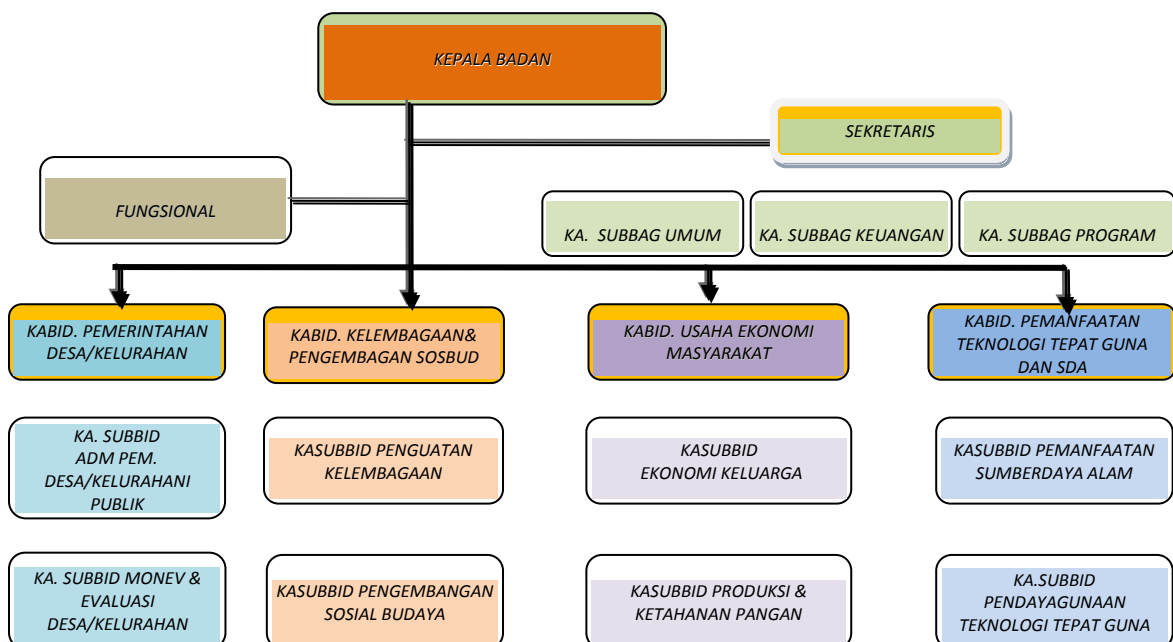 KEPALA BADAN
SEKRETARIS
FUNGSIONAL
KA. SUBBAG UMUM
KA. SUBBAG KEUANGAN
KA. SUBBAG PROGRAM
KABID. PEMERINTAHAN
DESA/KELURAHAN
KABID. KELEMBAGAAN&
PENGEMBAGAN SOSBUD
KABID. USAHA EKONOMI
MASYARAKAT
KABID. PEMANFAATAN
TEKNOLOGI TEPAT GUNA
DAN SDA
KA. SUBBID
ADM PEM.
DESA/KELURAHANI
PUBLIK
KASUBBID PENGUATAN
KELEMBAGAAN
KASUBBID
EKONOMI KELUARGA
KASUBBID PEMANFAATAN
SUMBERDAYA ALAM
KA. SUBBID MONEV &
EVALUASI
DESA/KELURAHAN
KASUBBID PENGEMBANGAN
SOSIAL BUDAYA
KASUBBID PRODUKSI &
KETAHANAN PANGAN
KA.SUBBID
PENDAYAGUNAAN
TEKNOLOGI TEPAT GUNA